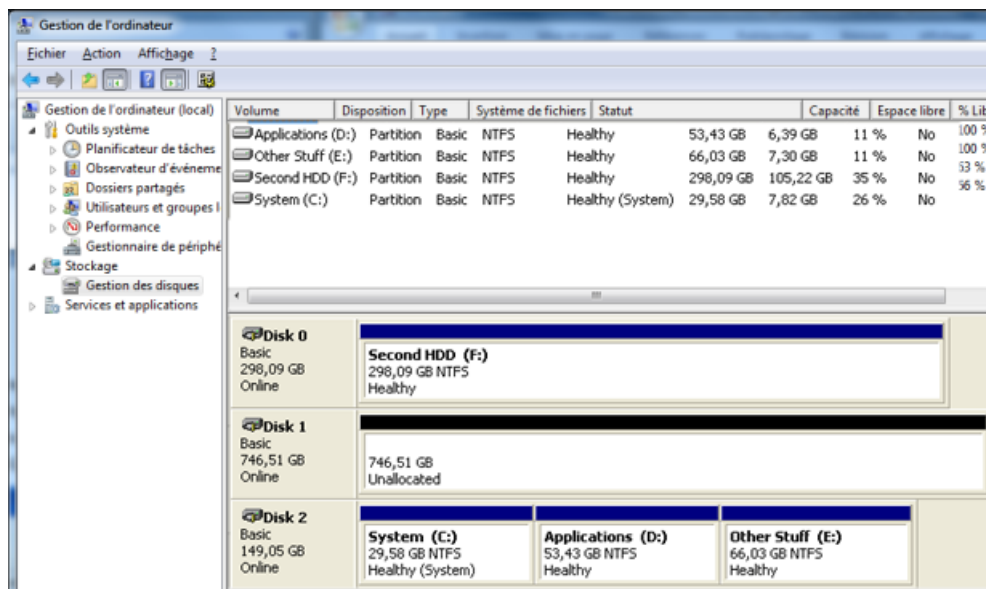 Gestion de l'ordinateur
Fichier Action Affichage ?
Gestion de l'ordinateur (local)
Outils système
Planificateur de tâches
Observateur d'événeme
Dossiers partagés
Utilisateurs et groupes l
Performance
Gestionnaire de périphé
Stockage
Gestion des disques
Services et applications
Volume Disposition Type Système de fichiers Statut Capacité Espace libre % Lib
Applications (D:) Partition Basic NTFS Healthy 53,43 GB 6,39 GB 11 % No 100 %
Other Stuff (E:) Partition Basic NTFS Healthy 66,03 GB 7,30 GB 11 % No 100 %
Second HDD (F:) Partition Basic NTFS Healthy 298,09 GB 105,22 GB 35 % No 53 %
System (C:) Partition Basic NTFS Healthy (System) 29,58 GB 7,82 GB 26 % No 56 %
Disk 0
Basic
298,09 GB
Online
Second HDD (F:)
298,09 GB NTFS
Healthy
Disk 1
Basic
746,51 GB
Online
746,51 GB
Unallocated
Disk 2
Basic
149,05 GB
Online
System (C:)
29,58 GB NTFS
Healthy (System)
Applications (D:)
53,43 GB NTFS
Healthy
Other Stuff (E:)
66,03 GB NTFS
Healthy